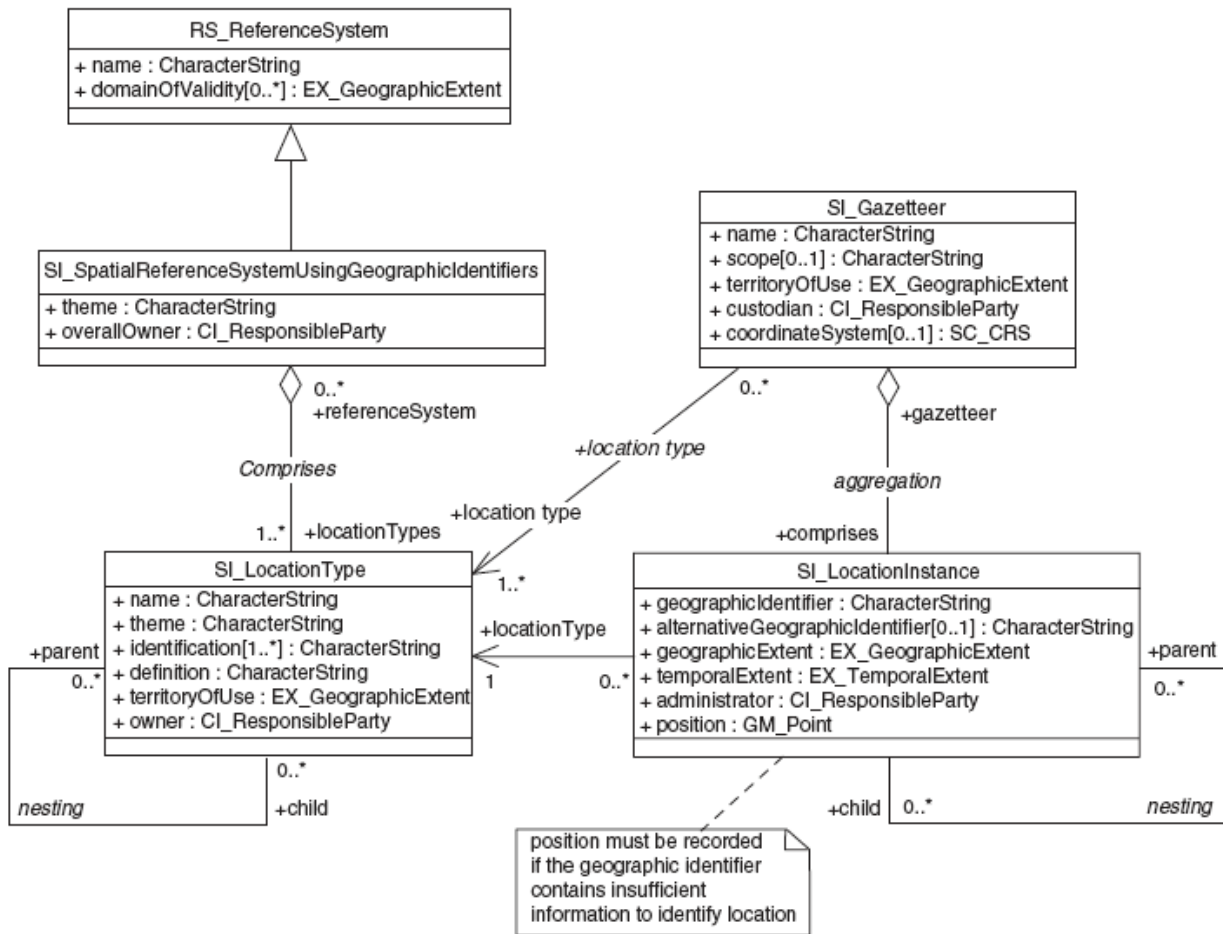 RS_ReferenceSystem
+ name : CharacterString
+ domainOfValidity[0..*] : EX_GeographicExtent
SI_Gazetteer
+ name : CharacterString
+ scope[0..1] : CharacterString
+ territoryOfUse : EX_GeographicExtent
+ custodian : CI_ResponsibleParty
+ coordinateSystem[0..1] : SC_CRS
SI_SpatialReferenceSystemUsingGeographicIdentifiers
+ theme : CharacterString
+ overallOwner : CI_ResponsibleParty
0..*
+referenceSystem
0..*
+gazetteer
+location type
Comprises
aggregation
+location type
1..*
+locationTypes
+comprises
SI_LocationType
+ name : CharacterString
+ theme : CharacterString
+ identification[1..*] : CharacterString
+ definition : CharacterString
+ territoryOfUse : EX_GeographicExtent
+ owner : CI_ResponsibleParty
1..*
+locationType
1
0..*
SI_LocationInstance
+ geographicIdentifier : CharacterString
+ alternativeGeographicIdentifier[0..1] : CharacterString
+ geographicExtent : EX_GeographicExtent
+ temporalExtent : EX_TemporalExtent
+ administrator : CI_ResponsibleParty
+ position : GM_Point
+parent
0..*
+parent
0..*
0..*
+child
nesting
+child
0..*
nesting
position must be recorded
if the geographic identifier
contains insufficient
information to identify location